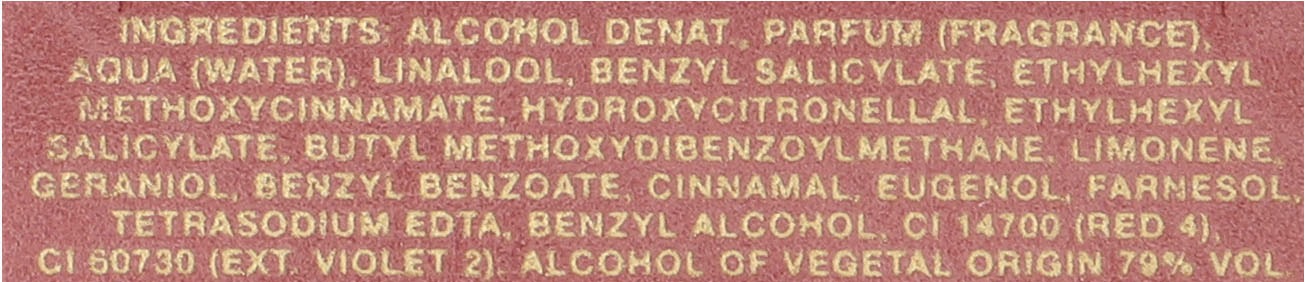 INGREDIENTS: ALCOHOL DENAT., PARFUM (FRAGRANCE),
AQUA (WATER), LINALOOL, BENZYL SALICYLATE, ETHYLHEXYL
METHOXYCINNAMATE, HYDROXYCITRONELLAL, ETHYLHEXYL
SALICYLATE, BUTYL METHOXYDIBENZOYLMETHANE, LIMONENE,
GERANIOL, BENZYL BENZOATE, CINNAMAL, EUGENOL, FARNESOL,
TETRASODIUM EDTA, BENZYL ALCOHOL, CI 14700 (RED 4),
CI 60730 (EXT. VIOLET 2). ALCOHOL OF VEGETAL ORIGIN 79% VOL.